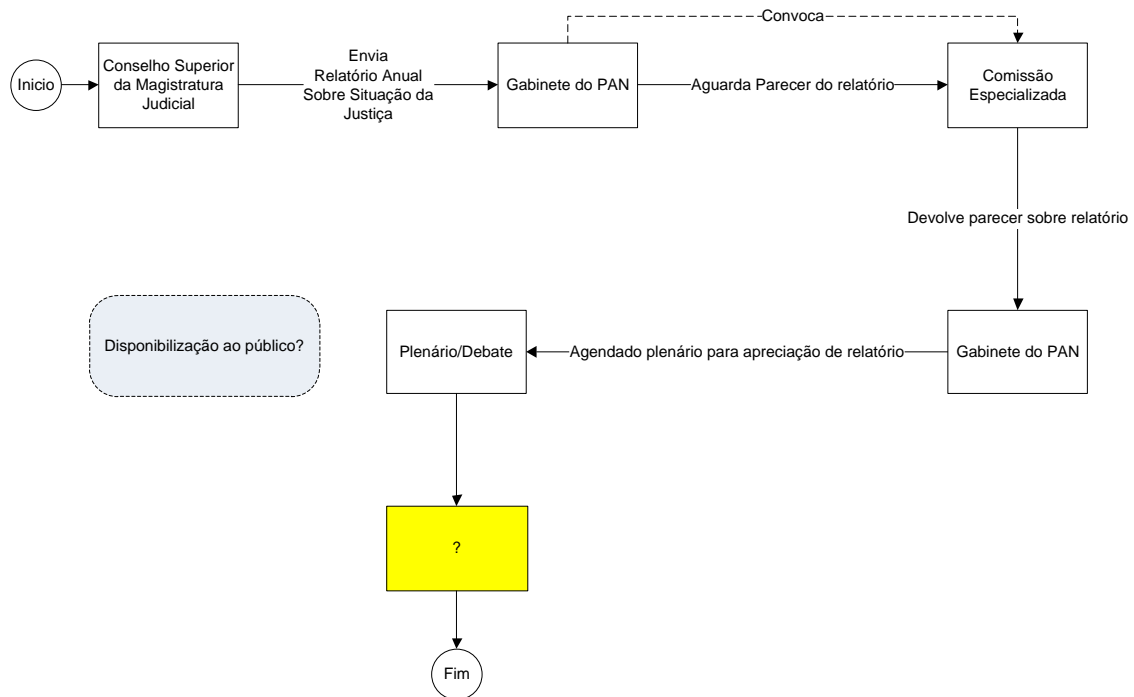 Convoca
Inicio
Conselho Superior
da Magistratura
Judicial
Envia
Relatório Anual
Sobre Situação da
Justiça
Gabinete do PAN
Aguarda Parecer do relatório
Comissão
Especializada
Devolve parecer sobre relatório
Gabinete do PAN
Agendado plenário para apreciação de relatório
Plenário/Debate
Disponibilização ao público?
?
Fim